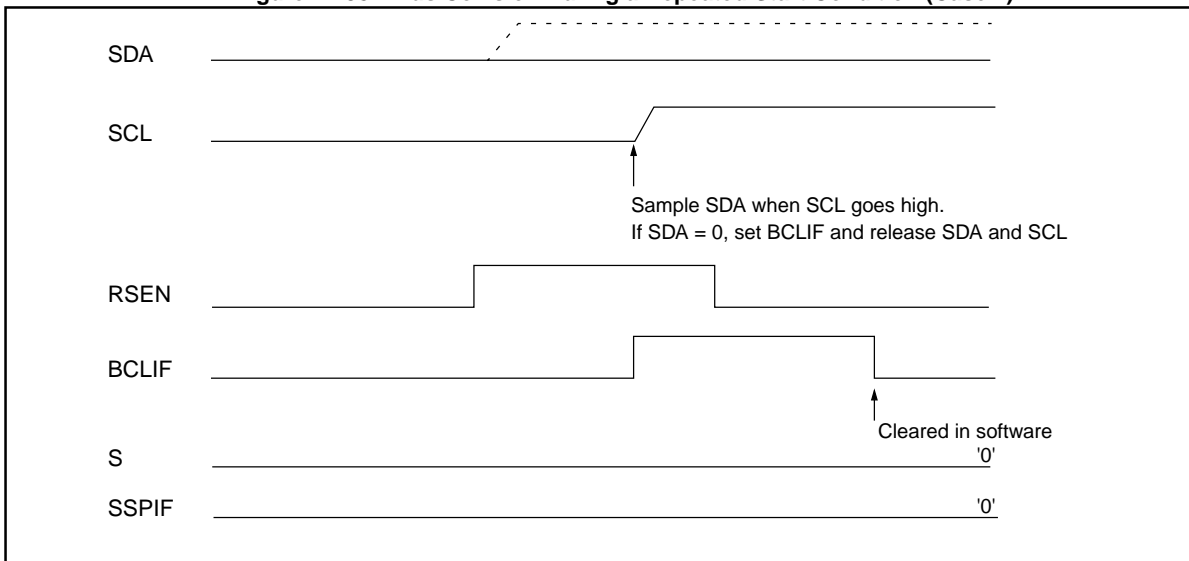 SDA
SCL
Sample SDA when SCL goes high.
If SDA = 0, set BCLIF and release SDA and SCL
RSEN
BCLIF
Cleared in software
S
'0'
SSPIF
'0'